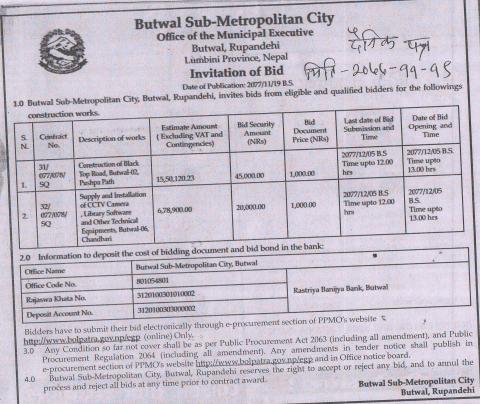 Butwal Sub-Metropolitan City
Office of the Municipal Executive
Butwal, Rupandehi
Lumbini Province, Nepal
Invitation of Bid
Date of Publication: 2077/11/19 B.S.
दैनिक पत्र
मिति - २०७७-११-१९
1.0 Butwal Sub-Metropolitan City, Butwal, Rupandehi, invites bids from eligible and qualified bidders for the followings
construction works.
S. N. Contract No. Description of works Estimate Amount ( Excluding VAT and Contingencies) Bid Security Amount (NRs) Bid Document Price (NRs) Last date of Bid Submission and Time Date of Bid Opening and Time
1. 31/ 077/078/ SQ Construction of Black Top Road, Butwal-02, Pushpa Path 15,50,120.23 45,000.00 1,000.00 2077/12/05 B.S Time upto 12.00 hrs 2077/12/05 B.S Time upto 13.00 hrs
2. 32/ 077/078/ SQ Supply and Installation of CCTV Camera , Library Software and Other Technical Equipments, Butwal-06, Chandbari 6,78,900.00 20,000.00 1,000.00 2077/12/05 B.S Time upto 12.00 hrs 2077/12/05 B.S. Time upto 13.00 hrs
2.0 Information to deposit the cost of bidding document and bid bond in the bank:
Office Name Butwal Sub-Metropolitan City, Butwal
Office Code No. 801054801
Rajaswa Khata No. 3120100301010002
Deposit Account No. 3120100303000002
Rastriya Banijya Bank, Butwal
Bidders have to submit their bid electronically through e-procurement section of PPMO's website
http://www.bolpatra.gov.np/egp (online) Only.
3.0 Any Condition so far not cover shall be as per Public Procurement Act 2063 (including all amendment), and Public
Procurement Regulation 2064 (including all amendment). Any amendments in tender notice shall publish in
e-procurement section of PPMO's website http://www.bolpatra.gov.np/egp and in Office notice board.
4.0 Butwal Sub-Metropolitan City, Butwal, Rupandehi reserves the right to accept or reject any bid, and to annul the
process and reject all bids at any time prior to contract award.
Butwal Sub-Metropolitan City
Butwal, Rupandehi